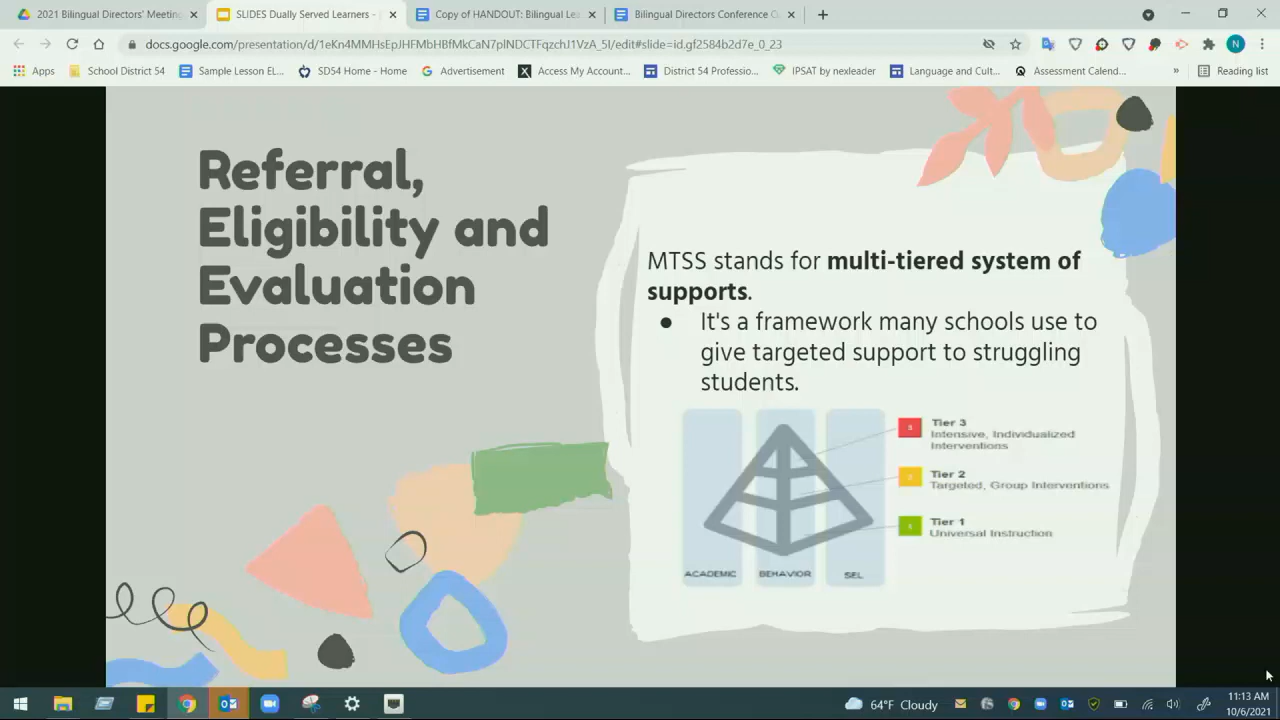 2021 Bilingual Directors' Meeting
SLIDES Dually Served Learners -
Copy of HANDOUT: Bilingual Lea
Bilingual Directors Conference C
docs.google.com/presentation/d/1eKn4MMHsEpJHFMbHBfMkCaN7plNDCTFqzchJ1VzA_5I/edit#slide=id.gf2584b2d7e_0_23
N
Apps
School District 54
Sample Lesson EL...
SD54 Home - Home
Advertisement
Access My Account...
District 54 Professio...
IPSAT by nexleader
Language and Cult...
Assessment Calend...
»
Reading list
Referral,
Eligibility and
Evaluation
Processes
MTSS stands for multi-tiered system of
supports.
● It's a framework many schools use to
give targeted support to struggling
students.
3 Tier 3
Intensive, Individualized
Interventions
Tier 2
Targeted, Group Interventions
1 Tier 1
Universal Instruction
ACADEMIC BEHAVIOR SEL
64°F Cloudy
11:13 AM
10/6/2021